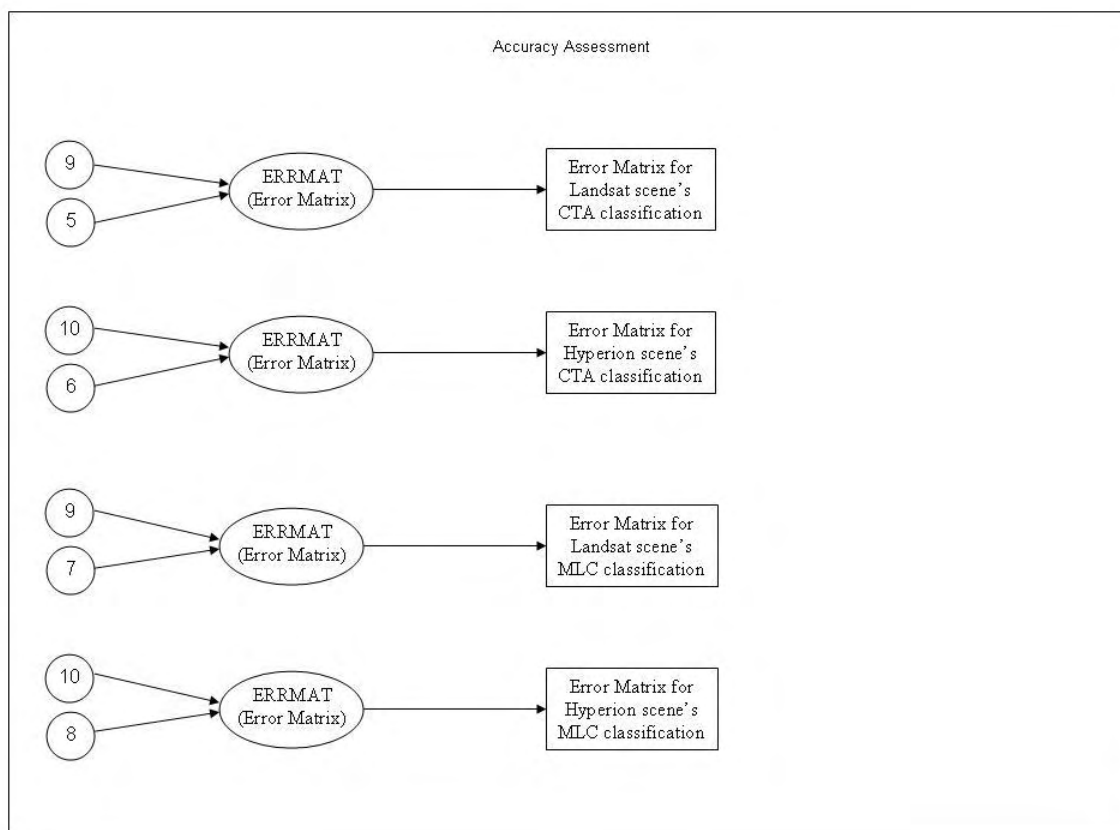 Accuracy Assessment
9
5
ERRMAT
(Error Matrix)
Error Matrix for
Landsat scene's
CTA classification
10
6
ERRMAT
(Error Matrix)
Error Matrix for
Hyperion scene's
CTA classification
9
7
ERRMAT
(Error Matrix)
Error Matrix for
Landsat scene's
MLC classification
10
8
ERRMAT
(Error Matrix)
Error Matrix for
Hyperion scene's
MLC classification